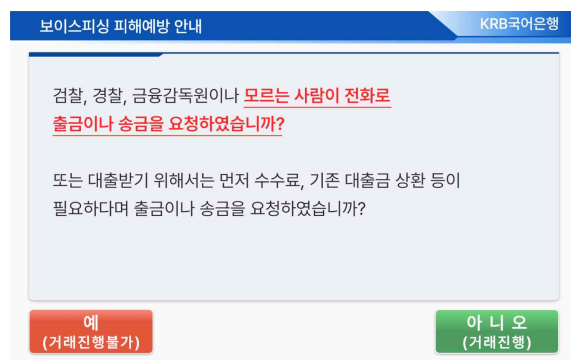 보이스피싱 피해예방 안내
KRB국어은행
검찰, 경찰, 금융감독원이나 모르는 사람이 전화로
출금이나 송금을 요청하였습니까?
또는 대출받기 위해서는 먼저 수수료, 기존 대출금 상환 등이
필요하다며 출금이나 송금을 요청하였습니까?
예
(거래진행불가)
아 니 오
(거래진행)